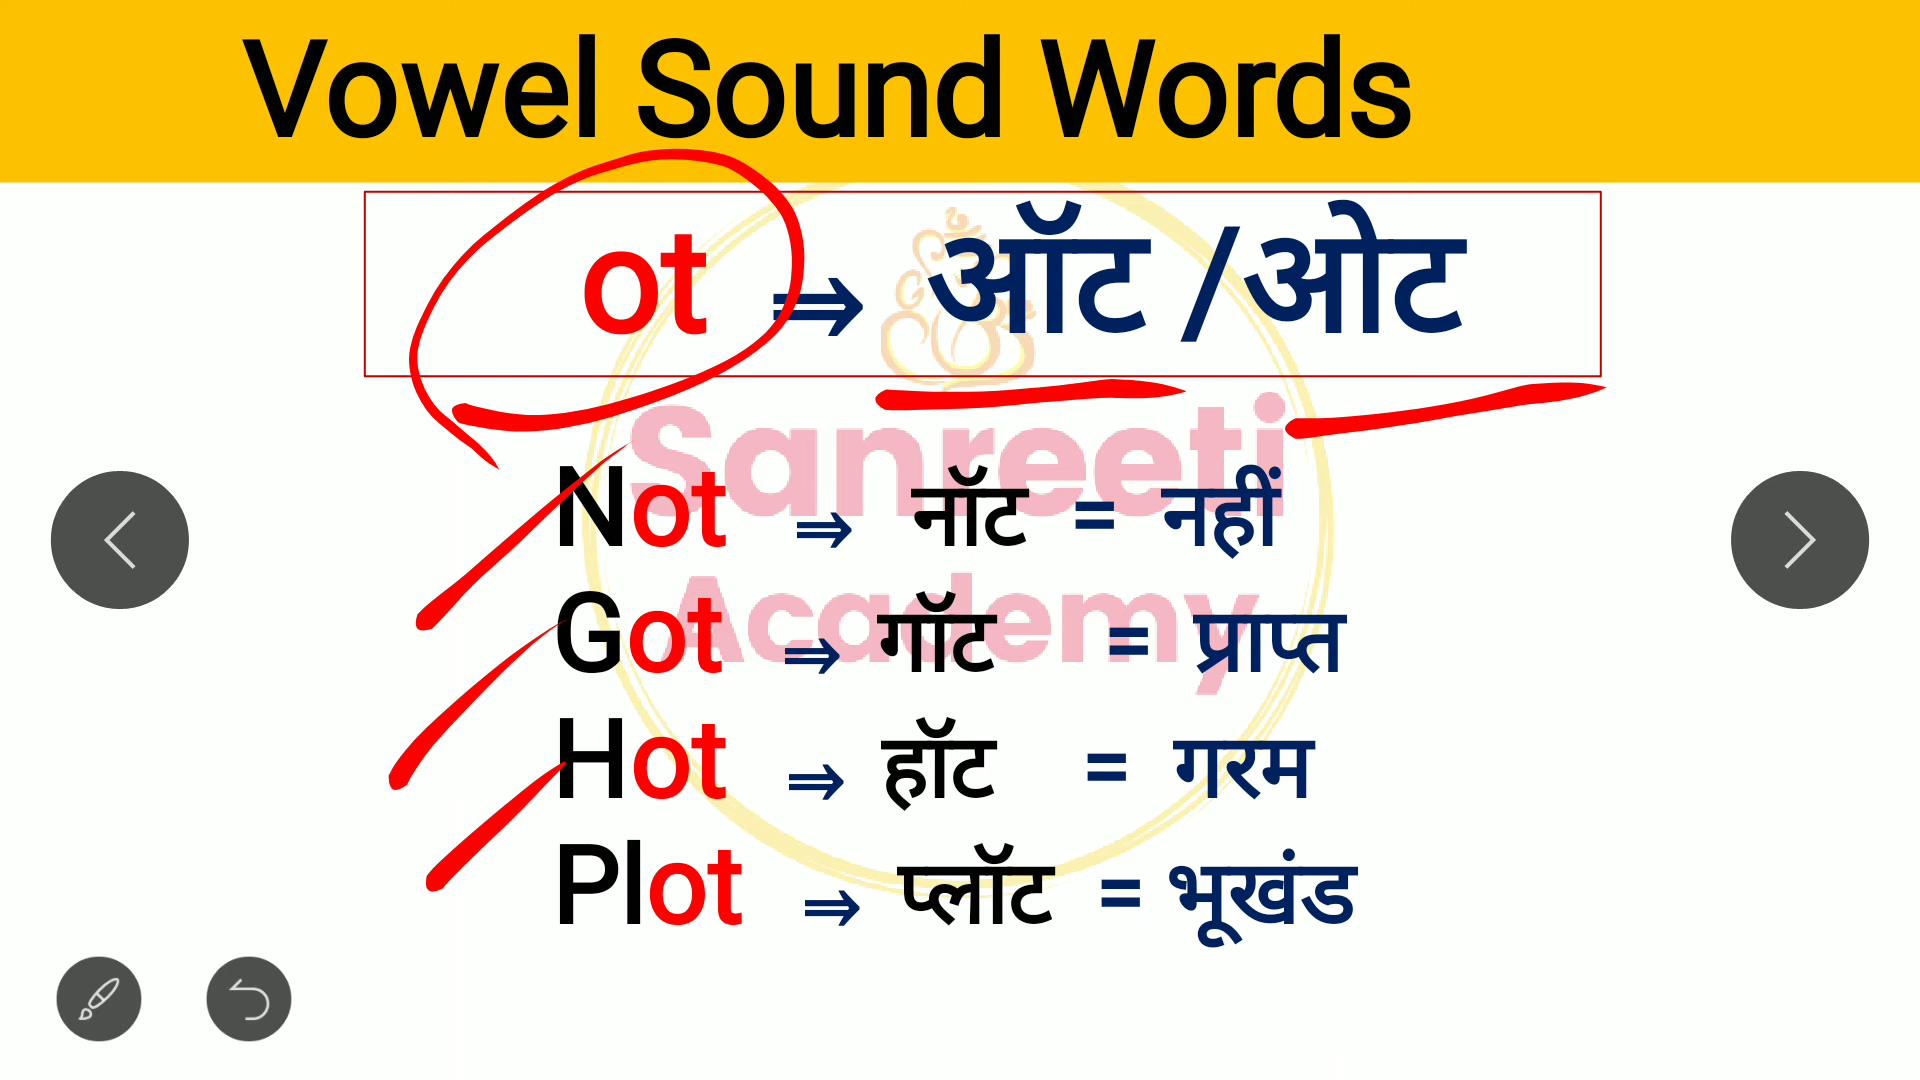 Vowel Sound Words
ot ⇒ ऑट /ओट
Sanreeti
Not ⇒ नॉट = नहीं
Academy
Got ⇒ गॉट = प्राप्त
Hot ⇒ हॉट = गरम
Plot ⇒ प्लॉट = भूखंड